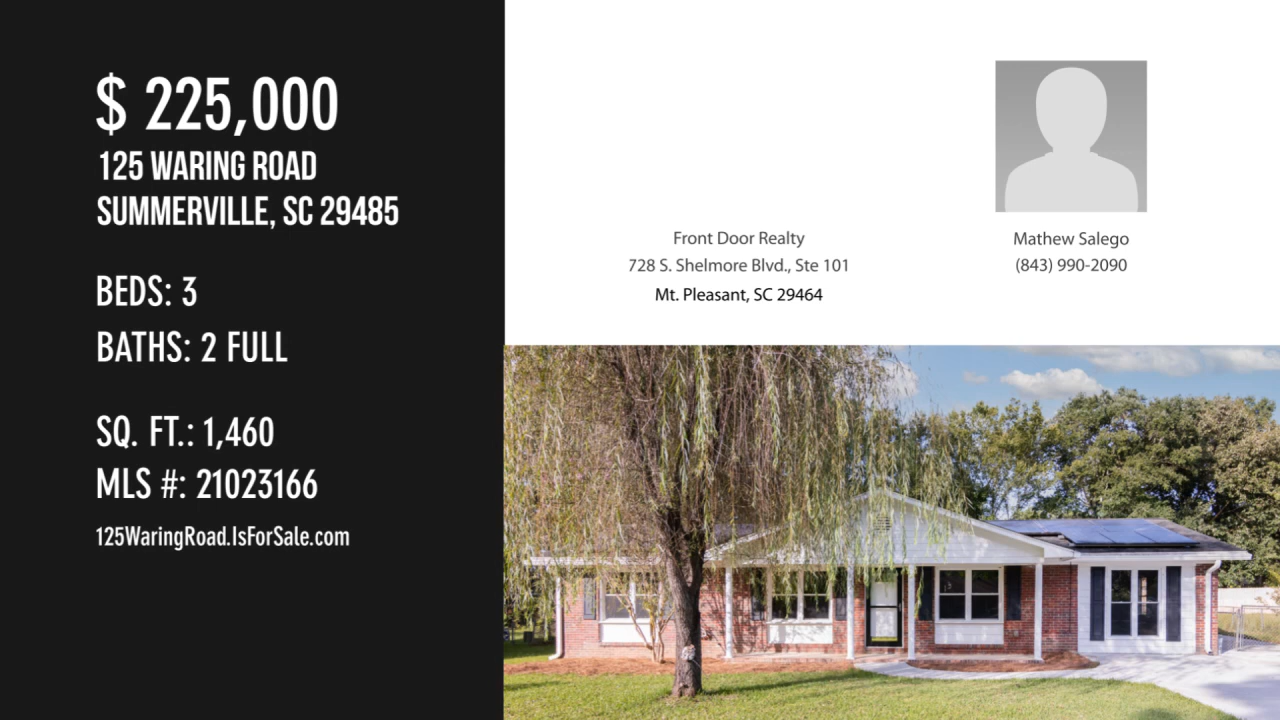 $ 225,000
125 WARING ROAD
SUMMERVILLE, SC 29485
BEDS: 3
BATHS: 2 FULL
SQ. FT.: 1,460
MLS #: 21023166
125WaringRoad.IsForSale.com
Front Door Realty
728 S. Shelmore Blvd., Ste 101
Mt. Pleasant, SC 29464
Mathew Salego
(843) 990-2090